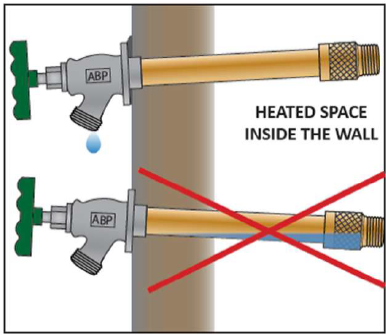 ABP
HEATED SPACE
INSIDE THE WALL
ABP